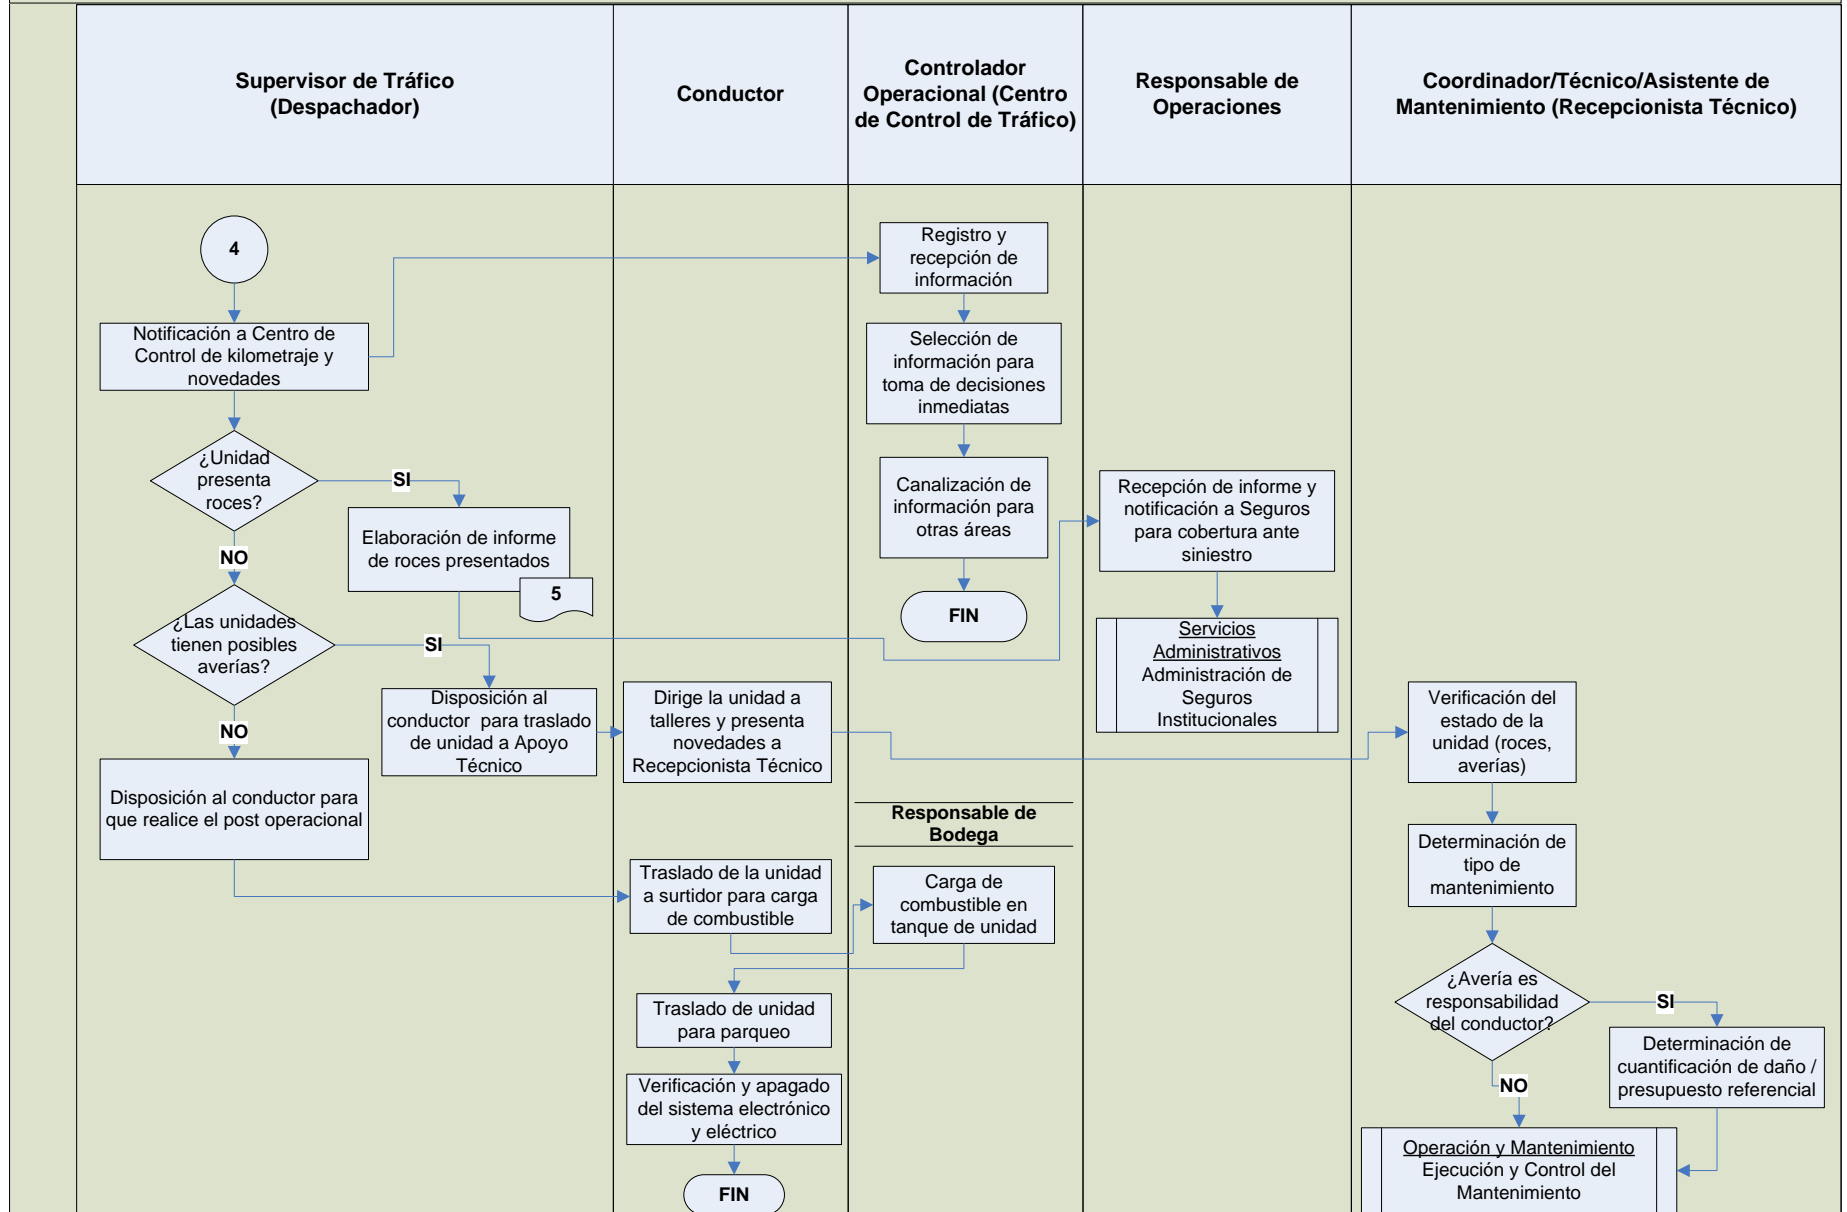 Supervisor de Tráfico
(Despachador)
Conductor
Controlador
Operacional (Centro
de Control de Tráfico)
Responsable de
Operaciones
Coordinador/Técnico/Asistente de
Mantenimiento (Recepcionista Técnico)
4
Notificación a Centro de
Control de kilometraje y
novedades
¿Unidad
presenta
roces?
SI
NO
Elaboración de informe
de roces presentados
5
¿Las unidades
tienen posibles
averías?
SI
NO
Disposición al
conductor para traslado
de unidad a Apoyo
Técnico
Disposición al conductor para
que realice el post operacional
Dirige la unidad a
talleres y presenta
novedades a
Recepcionista Técnico
Traslado de la unidad
a surtidor para carga
de combustible
Traslado de unidad
para parqueo
Verificación y apagado
del sistema electrónico
y eléctrico
FIN
Registro y
recepción de
información
Selección de
información para
toma de decisiones
inmediatas
Canalización de
información para
otras áreas
FIN
Responsable de
Bodega
Carga de
combustible en
tanque de unidad
Recepción de informe y
notificación a Seguros
para cobertura ante
siniestro
Servicios
Administrativos
Administración de
Seguros
Institucionales
Verificación del
estado de la
unidad (roces,
averías)
Determinación de
tipo de
mantenimiento
¿Avería es
responsabilidad
del conductor?
SI
NO
Determinación de
cuantificación de daño /
presupuesto referencial
Operación y Mantenimiento
Ejecución y Control del
Mantenimiento